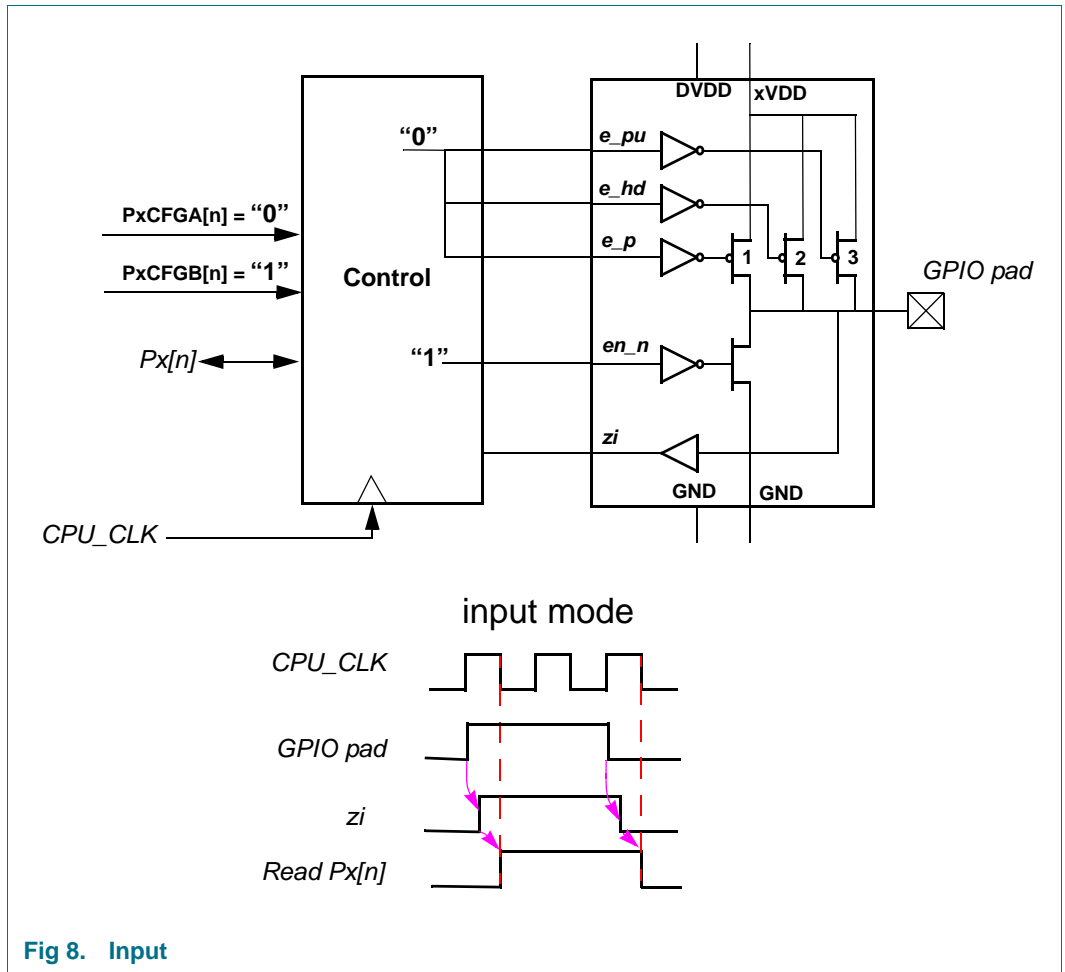 DVDD
xVDD
“0”
e_pu
e_hd
PxCFGA[n] = “0”
e_p
1
2
3
GPIO pad
PxCFGB[n] = “1”
Control
Px[n]
“1”
en_n
zi
GND
GND
CPU_CLK
input mode
CPU_CLK
GPIO pad
zi
Read Px[n]
Fig 8. Input